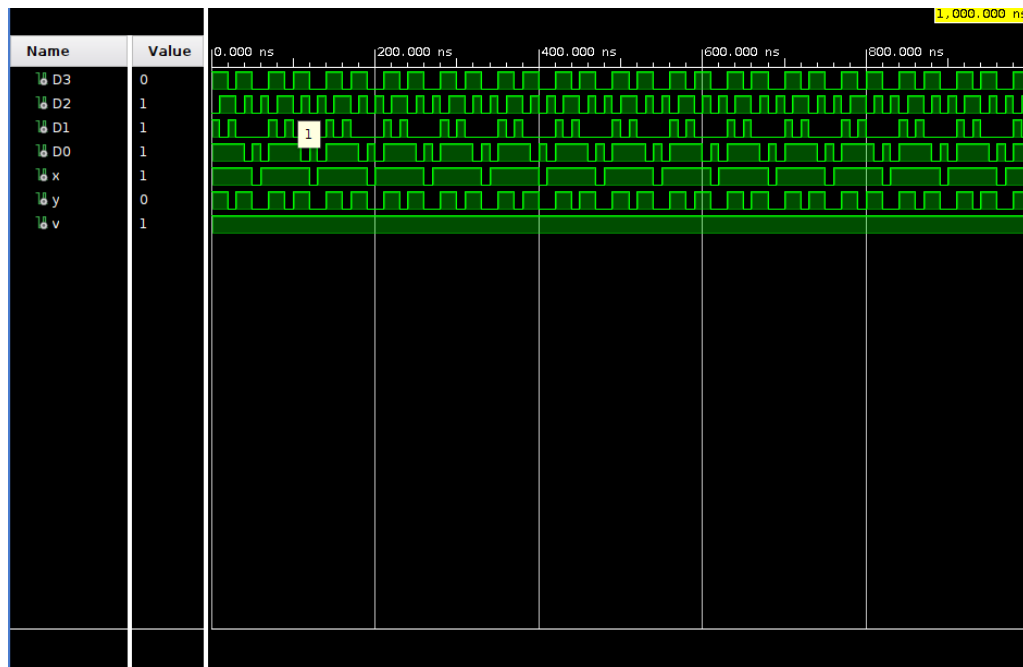 1,000.000 ns
Name Value
0.000 ns 200.000 ns 400.000 ns 600.000 ns 800.000 ns
D3 0
D2 1
D1 1
1
D0 1
x 1
y 0
v 1